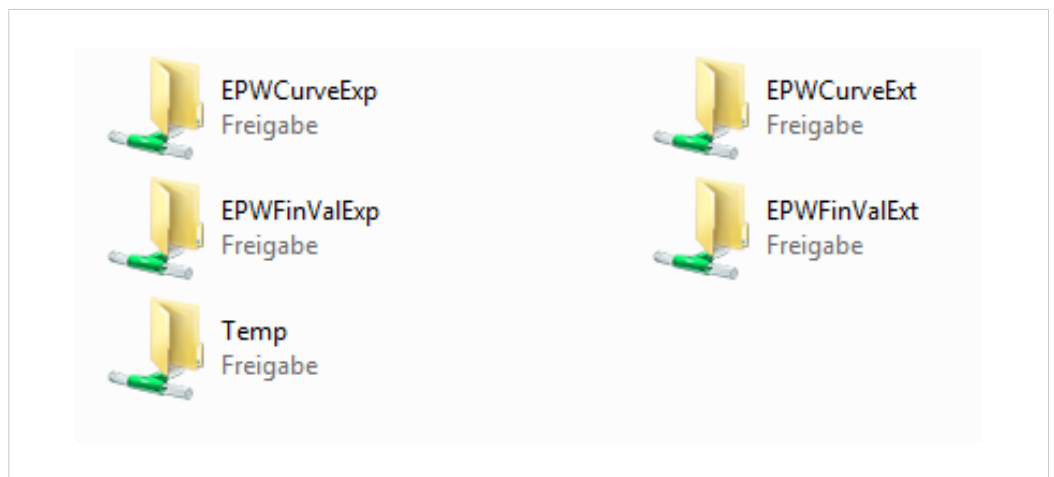 EPWCurveExp
Freigabe
EPWCurveExt
Freigabe
EPWFinValExp
Freigabe
EPWFinValExt
Freigabe
Temp
Freigabe